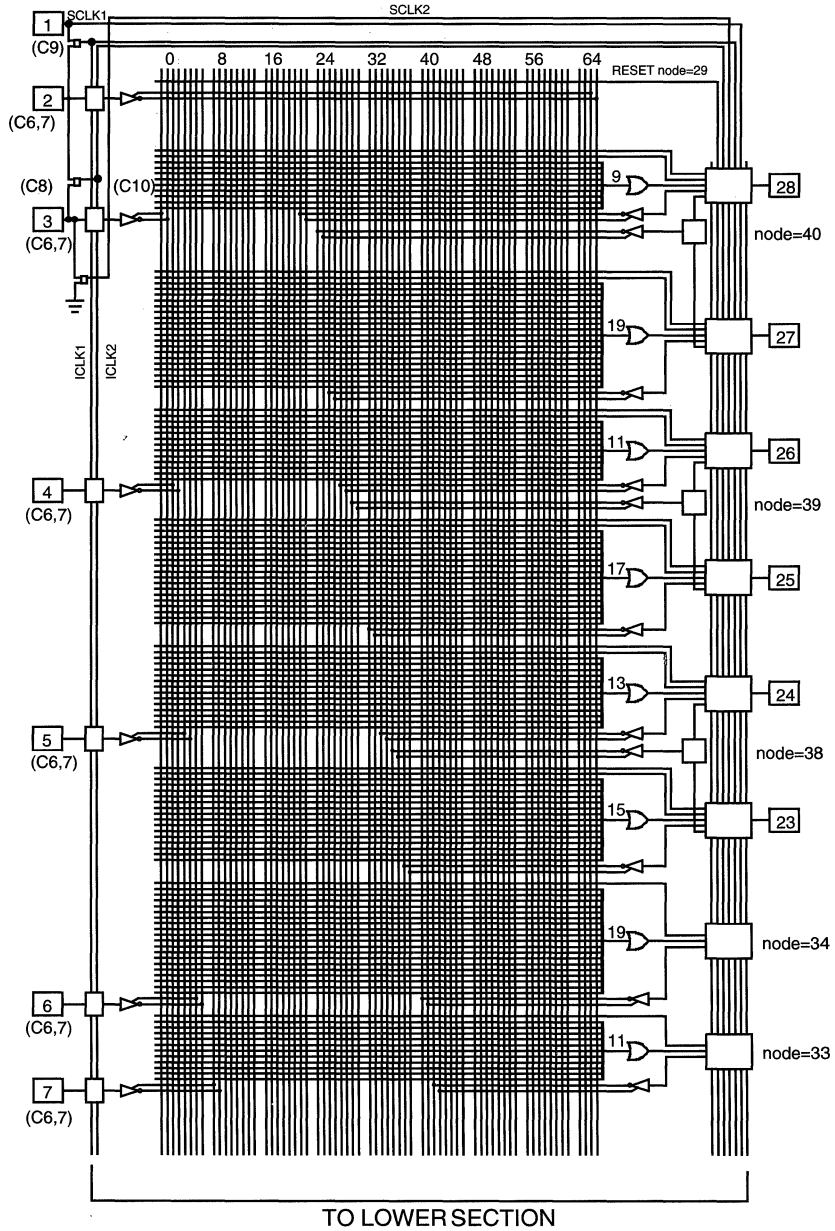 SCLK2
1
SCLK1
(C9)
0 8 16 24 32 40 48 56 64
RESET node=29
2
(C6,7)
(C8)
(C10)
9
28
3
(C6,7)
node=40
19
27
ICLK1
ICLK2
11
26
4
(C6,7)
node=39
17
25
13
24
5
(C6,7)
node=38
15
23
19
node=34
6
(C6,7)
11
node=33
7
(C6,7)
TO LOWER SECTION